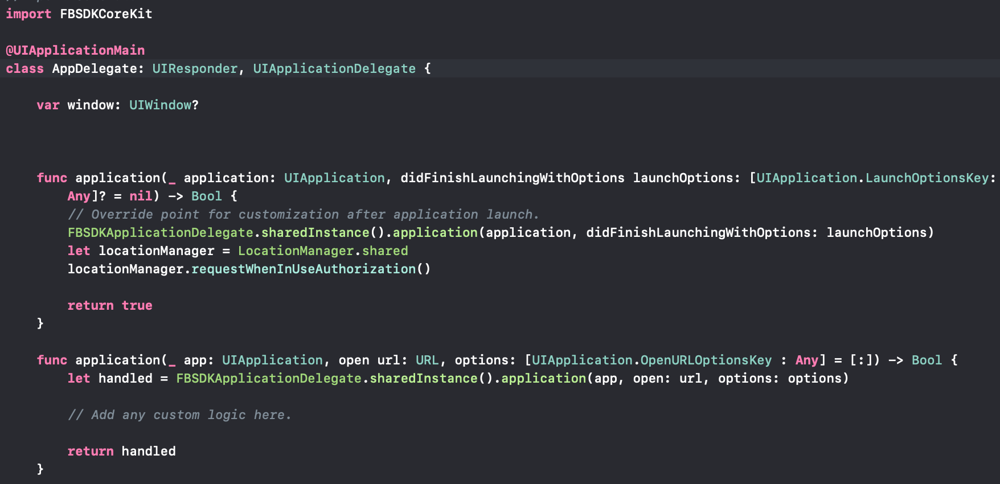 import FBSDKCoreKit
@UIApplicationMain
class AppDelegate: UIResponder, UIApplicationDelegate {
var window: UIWindow?
func application(_ application: UIApplication, didFinishLaunchingWithOptions launchOptions: [UIApplication.LaunchOptionsKey:
Any]? = nil) -> Bool {
// Override point for customization after application launch.
FBSDKApplicationDelegate.sharedInstance().application(application, didFinishLaunchingWithOptions: launchOptions)
let locationManager = LocationManager.shared
locationManager.requestWhenInUseAuthorization()
return true
}
func application(_ app: UIApplication, open url: URL, options: [UIApplication.OpenURLOptionsKey : Any] = [:]) -> Bool {
let handled = FBSDKApplicationDelegate.sharedInstance().application(app, open: url, options: options)
// Add any custom logic here.
return handled
}